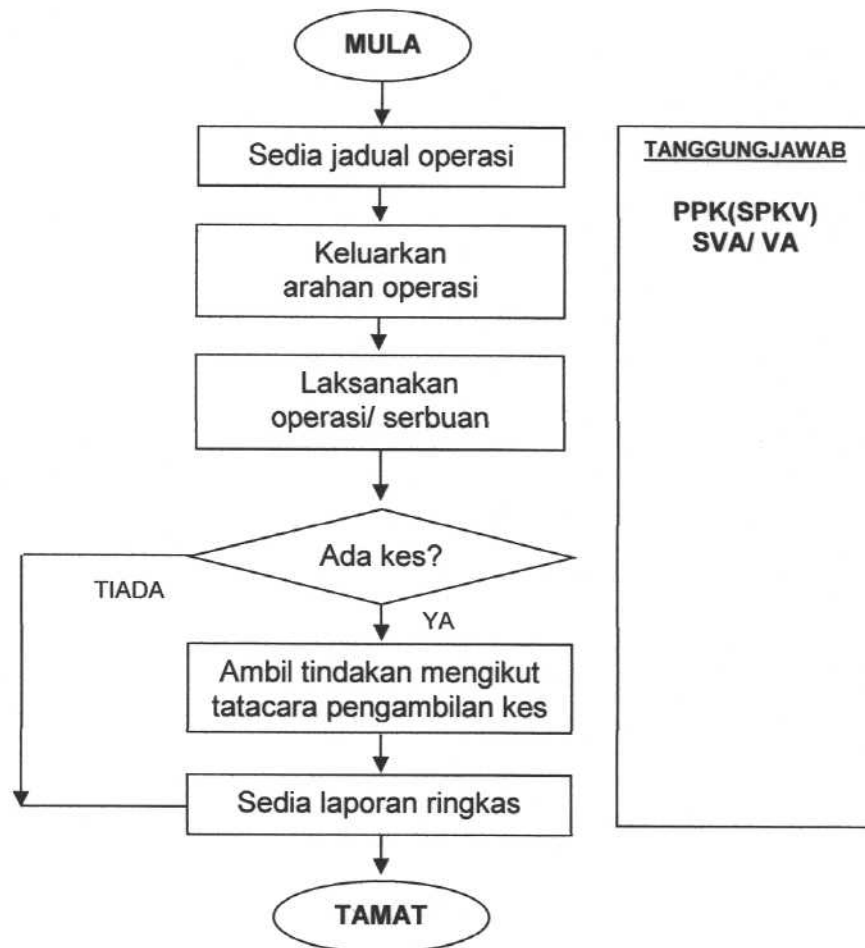 MULA
Sedia jadual operasi
Keluarkan
arahan operasi
Laksanakan
operasi/ serbuan
Ada kes?
TIADA
YA
Ambil tindakan mengikut
tatacara pengambilan kes
Sedia laporan ringkas
TAMAT
TANGGUNGJAWAB
PPK(SPKV)
SVA/ VA